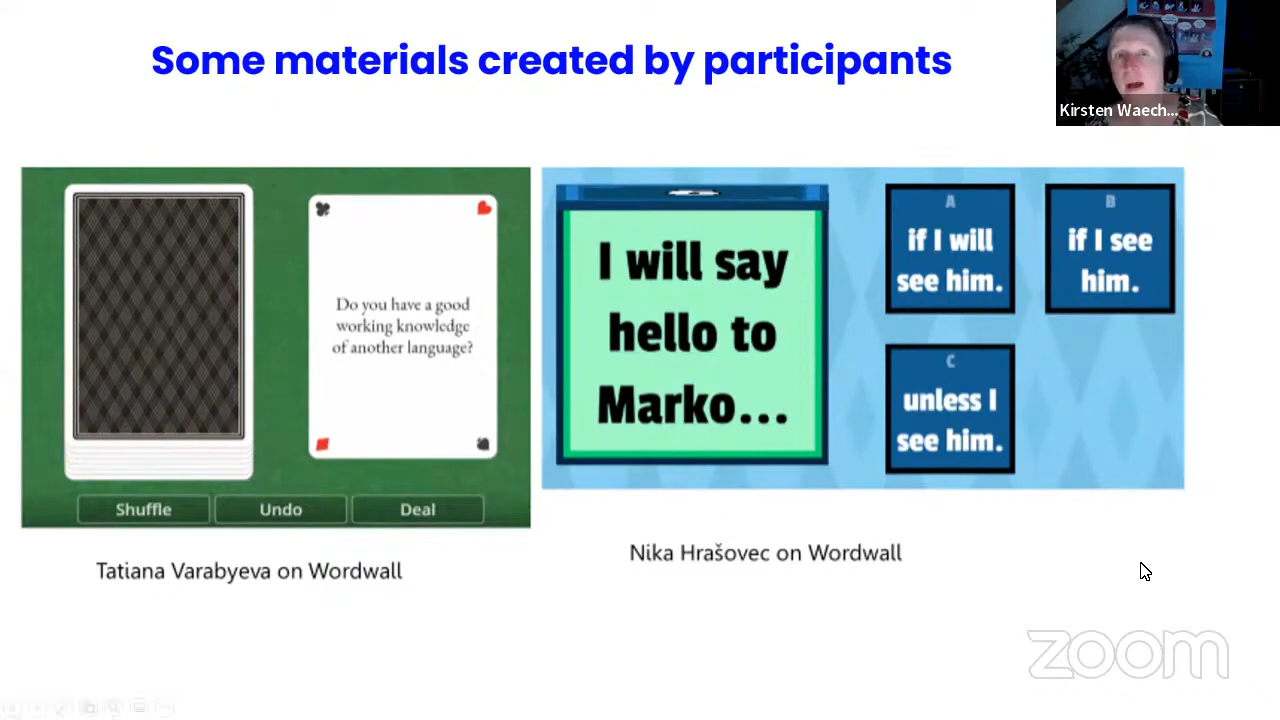 Some materials created by participants
Kirsten Waech...
Do you have a good
working knowledge
of another language?
Shuffle
Undo
Deal
Tatiana Varabyeva on Wordwall
I will say
hello to
Marko...
A
if I will
see him.
B
if I see
him.
C
unless I
see him.
Nika Hrašovec on Wordwall
zoom